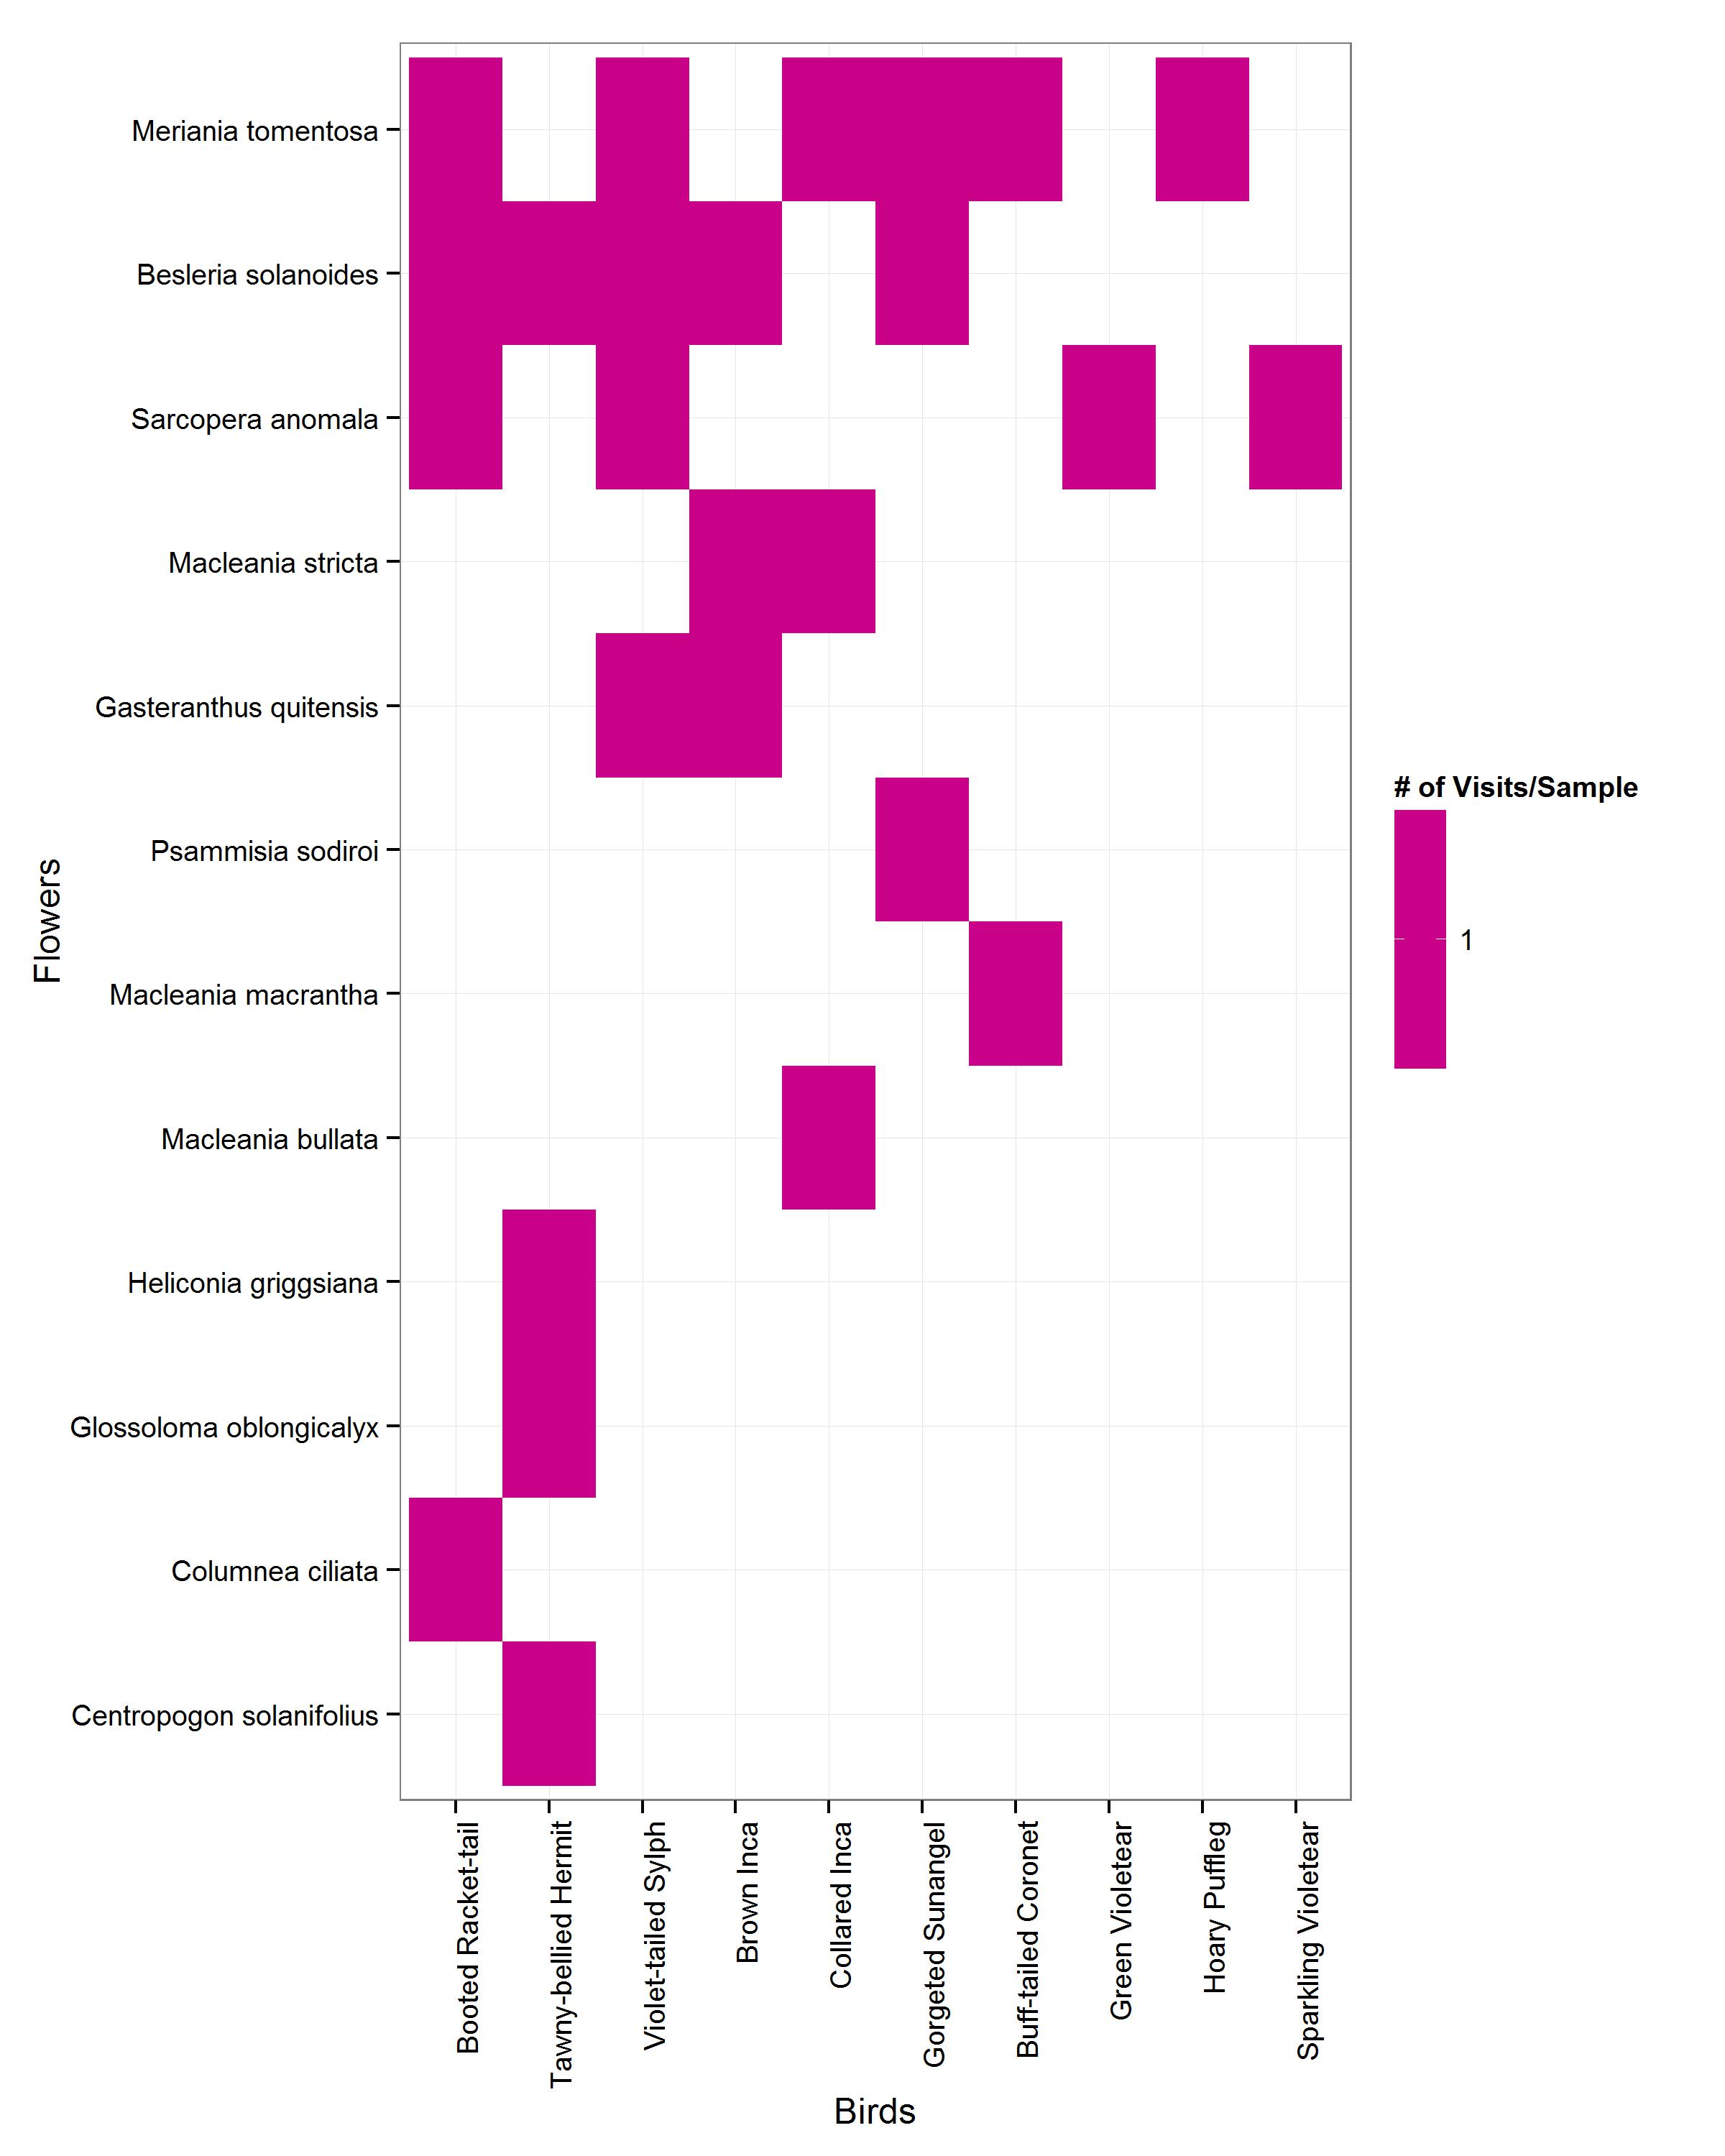 Meriania tomentosa
Besleria solanoides
Sarcopera anomala
Macleania stricta
Gasteranthus quitensis
Psammisia sodiroi
Macleania macrantha
Macleania bullata
Heliconia griggsiana
Glossoloma oblongicalyx
Columnea ciliata
Centropogon solanifolius
Flowers
# of Visits/Sample
1
Booted Racket-tail
Tawny-bellied Hermit
Violet-tailed Sylph
Brown Inca
Collared Inca
Gorgeted Sunangel
Buff-tailed Coronet
Green Violetear
Hoary Puffleg
Sparkling Violetear
Birds